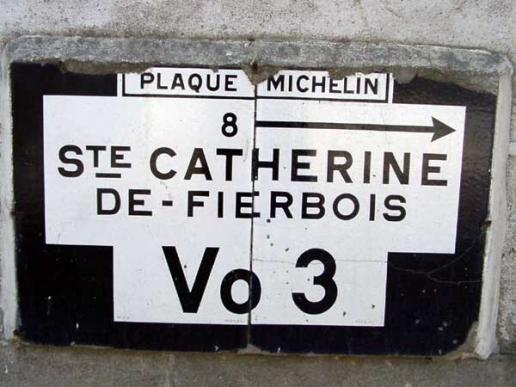 PLAQUE MICHELIN
8
STE CATHERINE
DE-FIERBOIS
Vo 3